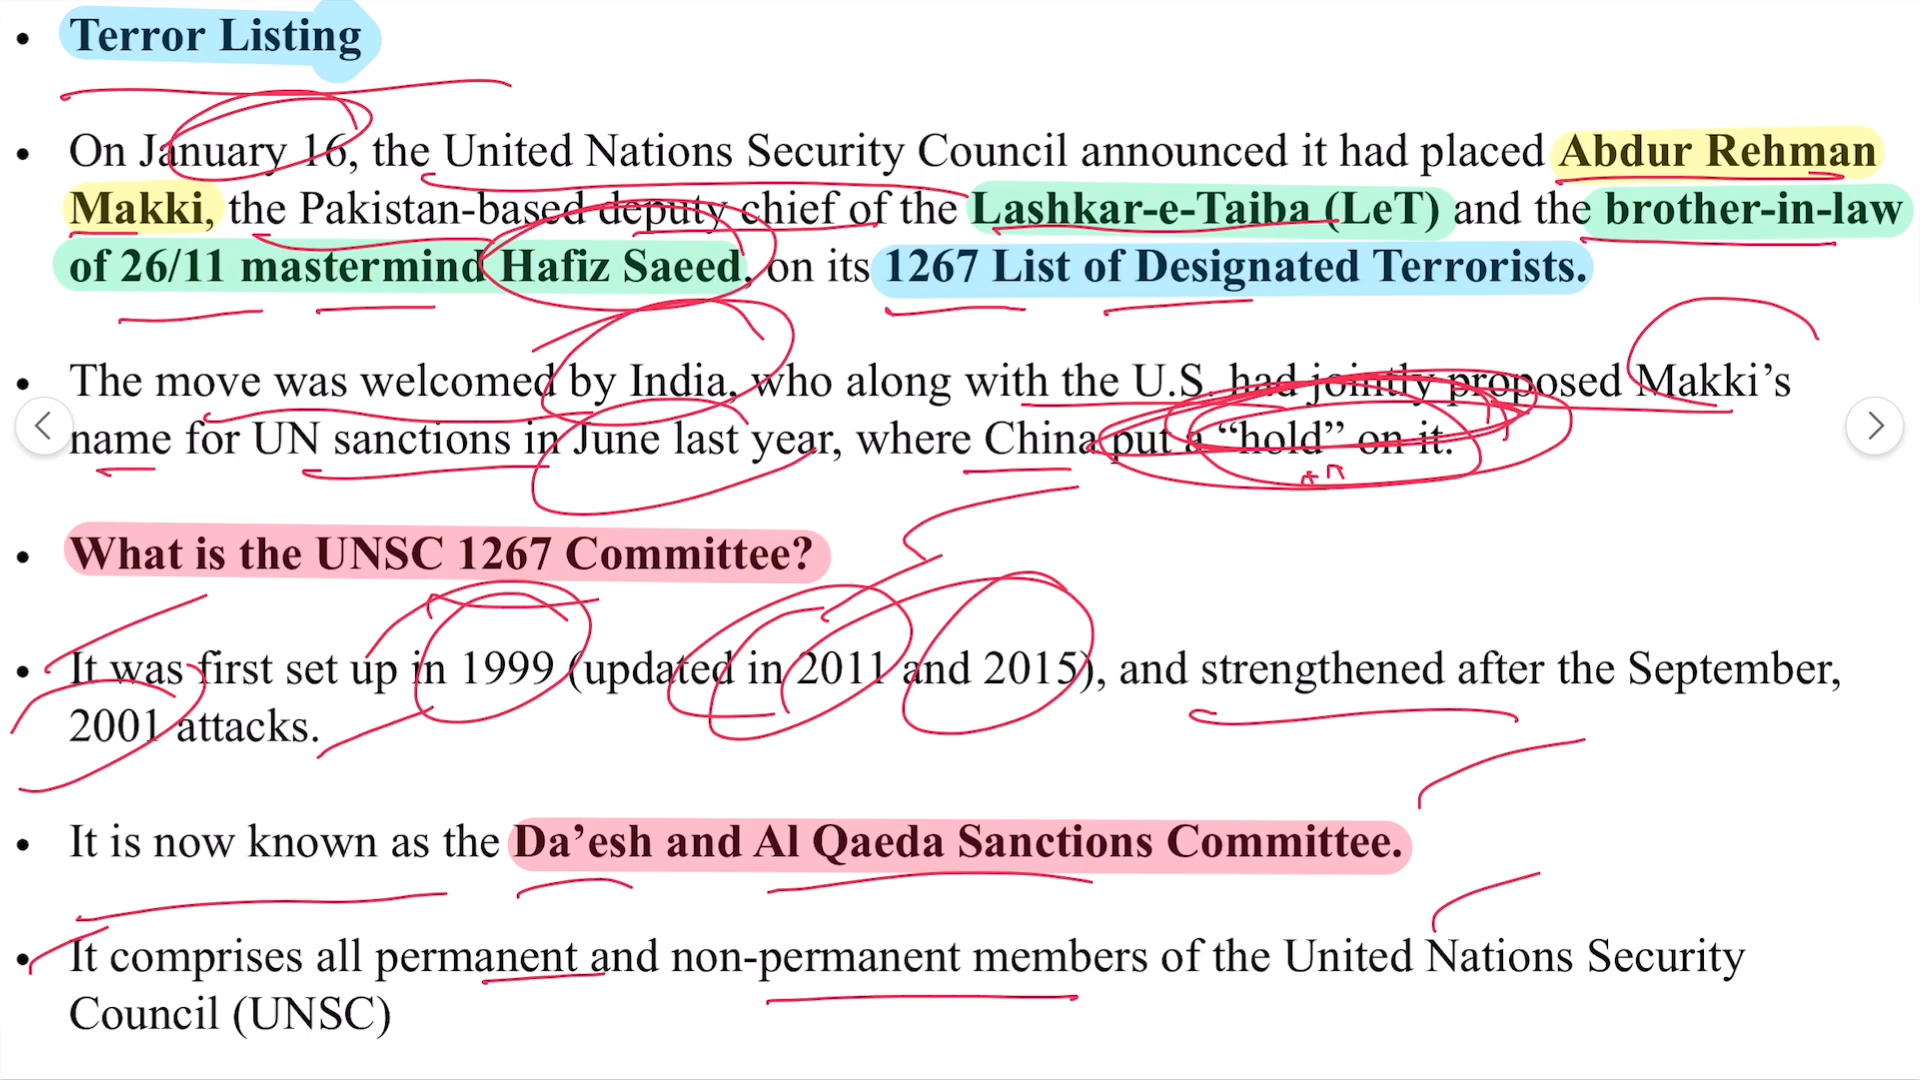 • Terror Listing
• On January 16, the United Nations Security Council announced it had placed Abdur Rehman
Makki, the Pakistan-based deputy chief of the Lashkar-e-Taiba (LeT) and the brother-in-law
of 26/11 mastermind Hafiz Saeed, on its 1267 List of Designated Terrorists.
• The move was welcomed by India, who along with the U.S. had jointly proposed Makki’s
name for UN sanctions in June last year, where China put a “hold” on it.
• What is the UNSC 1267 Committee?
• It was first set up in 1999 (updated in 2011 and 2015), and strengthened after the September,
2001 attacks.
• It is now known as the Da’esh and Al Qaeda Sanctions Committee.
• It comprises all permanent and non-permanent members of the United Nations Security
Council (UNSC)